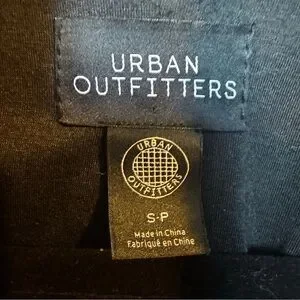 URBAN
OUTFITTERS
URBAN
OUTFITTERS
S-P
Made in China
Fabriqué en Chine